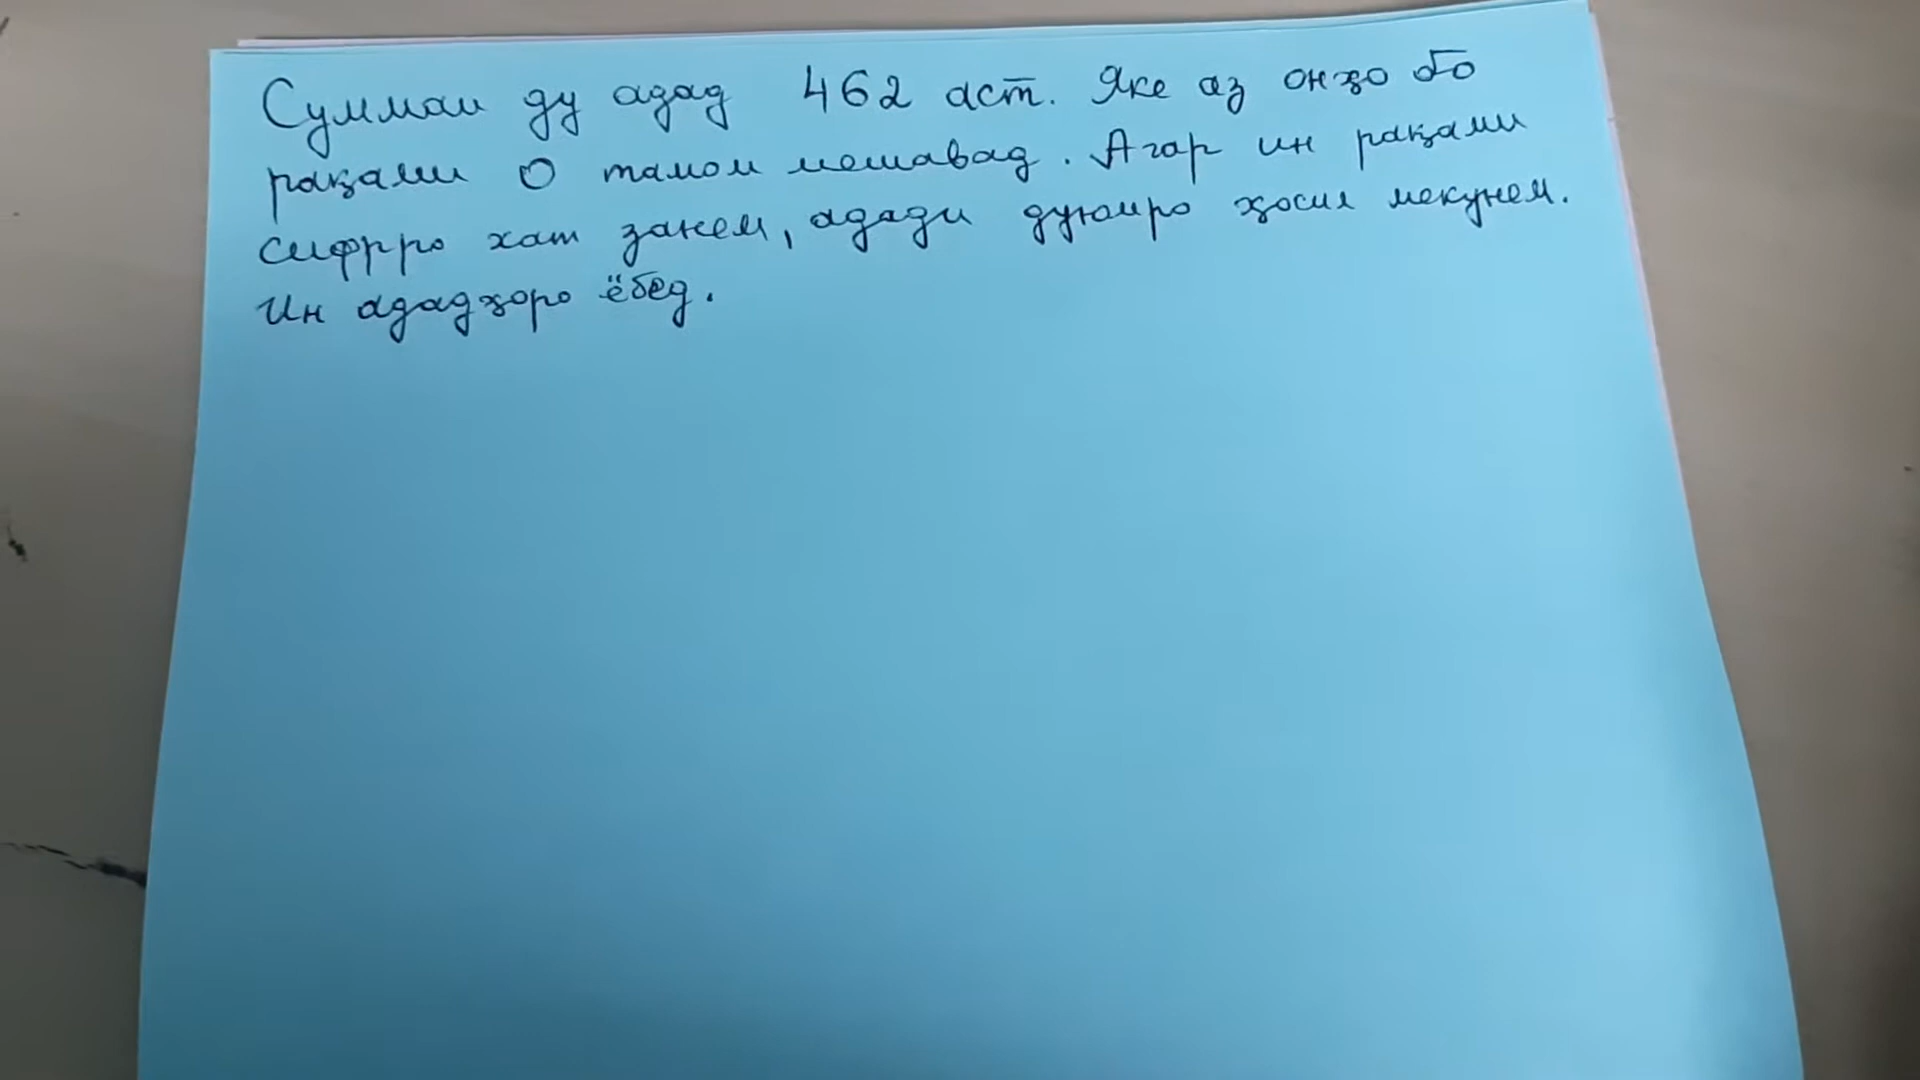 Суммаи ду адад 462 аст. Яке аз онҳо бо
рақами 0 тамом мешавад. Агар ин рақами
сифрро хат занем, адади дуюмро ҳосил мекунем.
Ин ададҳоро ёбед.